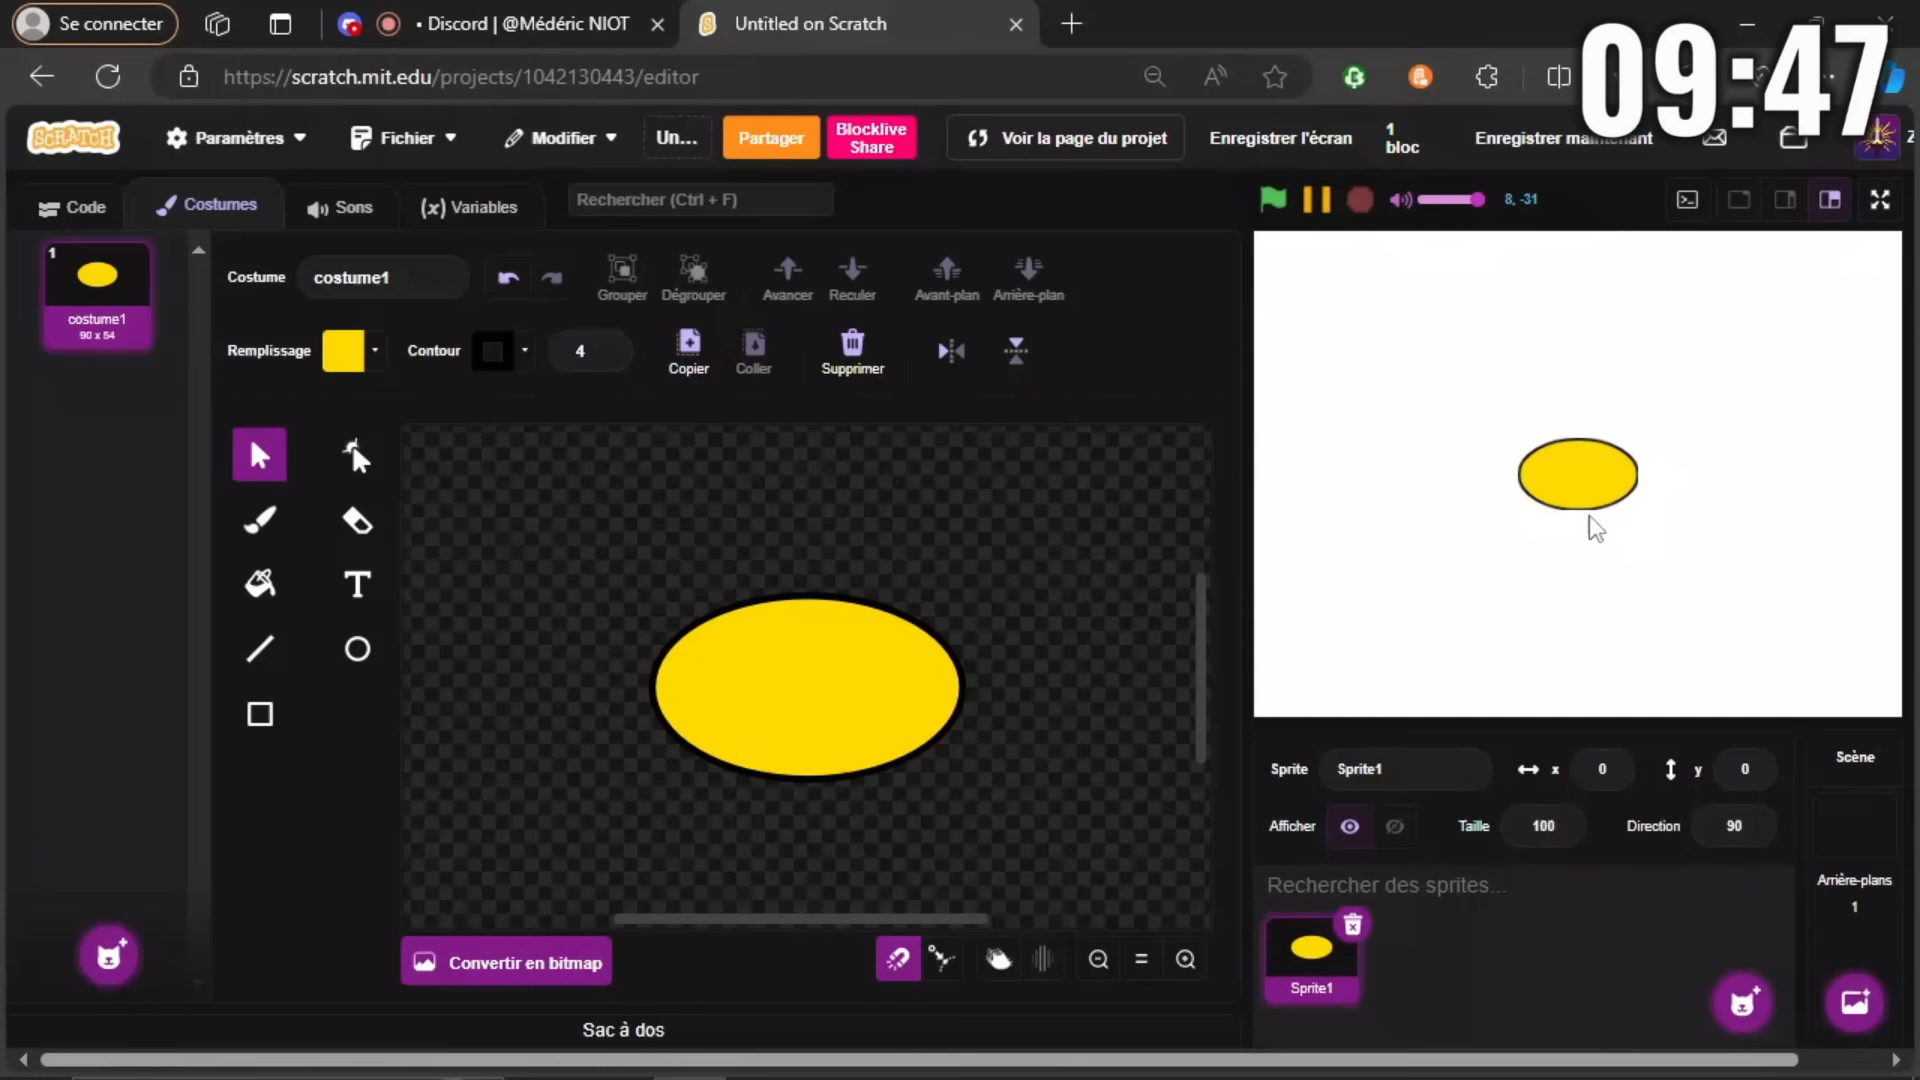 Se connecter
• Discord | @Médéric NIOT
Untitled on Scratch
09:47
https://scratch.mit.edu/projects/1042130443/editor
SCRATCH
Paramètres
Fichier
Modifier
Un...
Partager
Blocklive
Share
Voir la page du projet
Enregistrer l'écran
1
bloc
Enregistrer maintenant
Code
Costumes
Sons
(x) Variables
Rechercher (Ctrl + F)
8, -31
1
costume1
90 x 54
Costume
costume1
Grouper
Dégrouper
Avancer
Reculer
Avant-plan
Arrière-plan
Remplissage
Contour
4
Copier
Coller
Supprimer
T
Convertir en bitmap
=
Sac à dos
Sprite
Sprite1
x
0
y
0
Afficher
Taille
100
Direction
90
Rechercher des sprites...
Sprite1
Scène
Arrière-plans
1